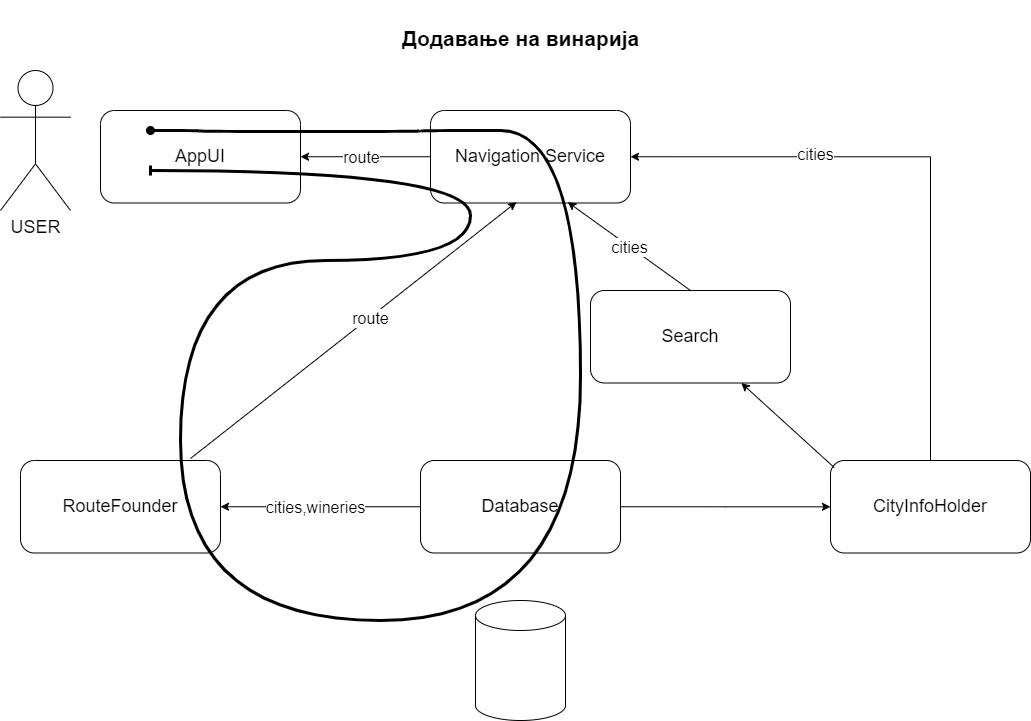 Додавање на винарија
AppUI
route
Navigation Service
cities
USER
cities
route
Search
RouteFounder
cities,wineries
Database
CityInfoHolder